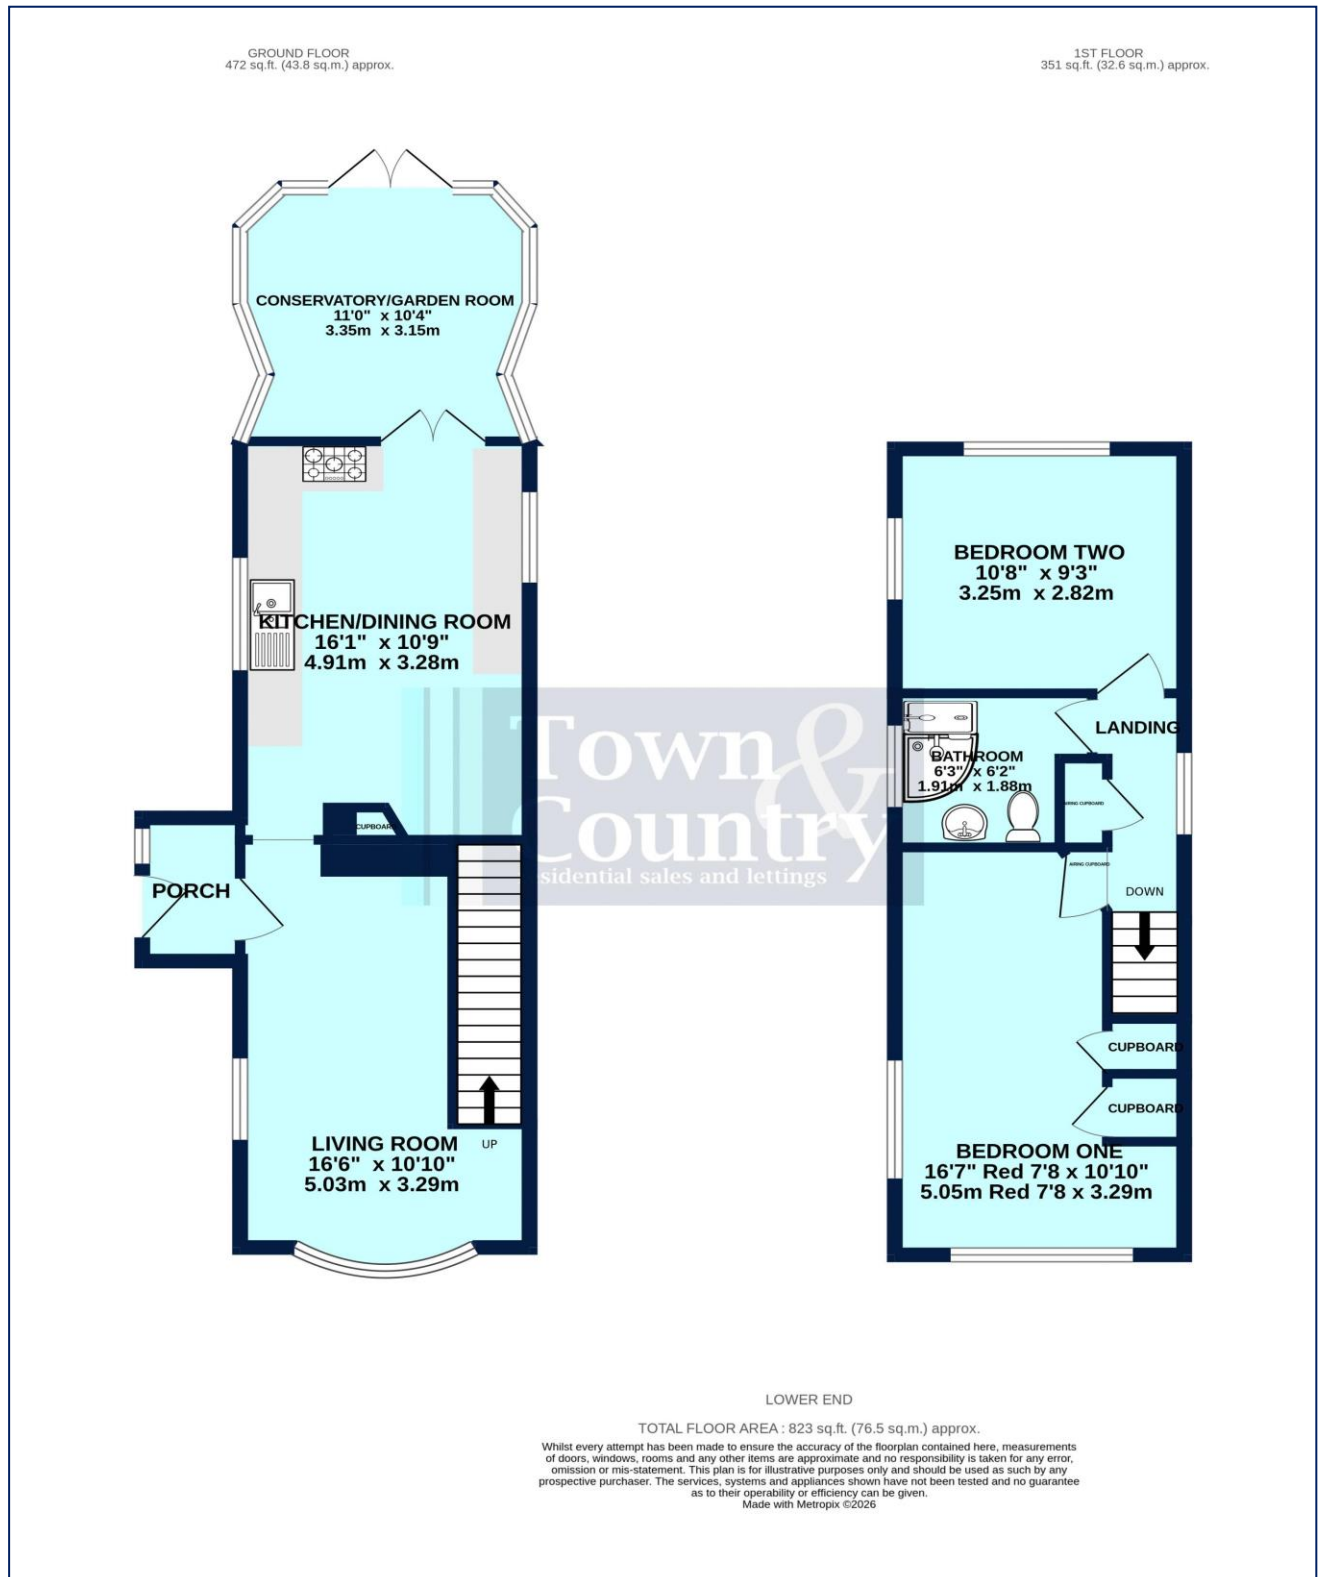 GROUND FLOOR
472 sq.ft. (43.8 sq.m.) approx.
1ST FLOOR
351 sq.ft. (32.6 sq.m.) approx.
CONSERVATORY/GARDEN ROOM
11'0" x 10'4"
3.35m x 3.15m
KITCHEN/DINING ROOM
16'1" x 10'9"
4.91m x 3.28m
CUPBOARD
PORCH
LIVING ROOM
16'6" x 10'10"
5.03m x 3.29m
UP
BEDROOM TWO
10'8" x 9'3"
3.25m x 2.82m
LANDING
BATHROOM
6'3" x 6'2"
1.91m x 1.88m
AIRING CUPBOARD
AIRING CUPBOARD
DOWN
CUPBOARD
CUPBOARD
BEDROOM ONE
16'7" Red 7'8 x 10'10"
5.05m Red 7'8 x 3.29m
Town &
Country
sidential sales and lettings
LOWER END
TOTAL FLOOR AREA : 823 sq.ft. (76.5 sq.m.) approx.
Whilst every attempt has been made to ensure the accuracy of the floorplan contained here, measurements
of doors, windows, rooms and any other items are approximate and no responsibility is taken for any error,
omission or mis-statement. This plan is for illustrative purposes only and should be used as such by any
prospective purchaser. The services, systems and appliances shown have not been tested and no guarantee
as to their operability or efficiency can be given.
Made with Metropix ©2026